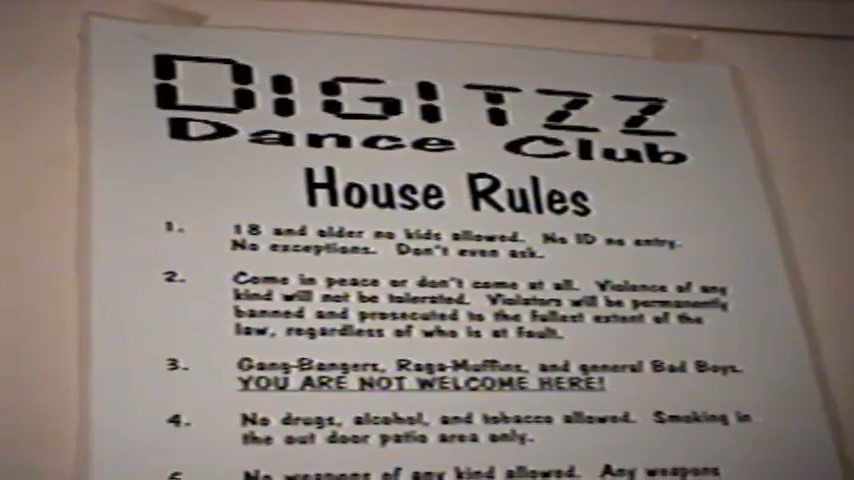 DIGITZZ
Dance Club
House Rules
1. 18 and older no kids allowed. No ID no entry.
No exceptions. Don't even ask.
2. Come in peace or don't come at all. Violence of any
kind will not be tolerated. Violators will be permanently
banned and prosecuted to the fullest extent of the
law, regardless of who is at fault.
3. Gang-Bangers, Raga-Muffins, and general Bad Boys.
YOU ARE NOT WELCOME HERE!
4. No drugs, alcohol, and tobacco allowed. Smoking in
the out door patio area only.
5. No weapons of any kind allowed. Any weapons